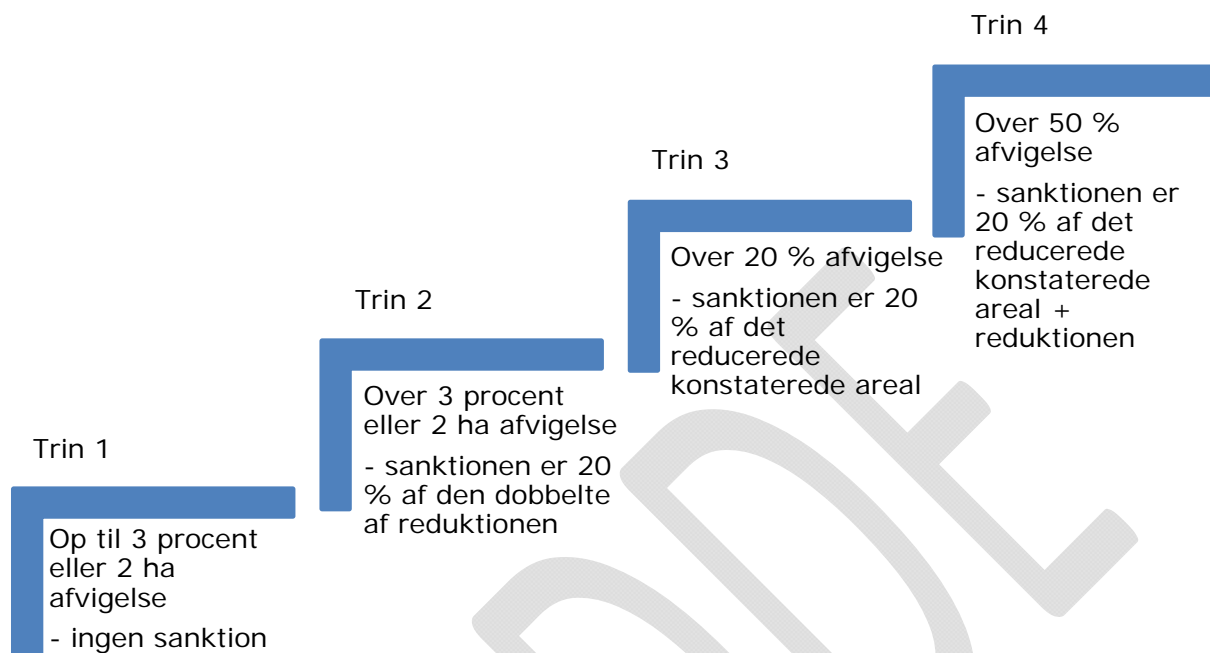 Trin 1
Op til 3 procent
eller 2 ha
afvigelse
- ingen sanktion
Trin 2
Over 3 procent
eller 2 ha afvigelse
- sanktionen er 20
% af den dobbelte
af reduktionen
Trin 3
Over 20 % afvigelse
- sanktionen er 20
% af det
reducerede
konstaterede areal
Trin 4
Over 50 %
afvigelse
- sanktionen er
20 % af det
reducerede
konstaterede
areal +
reduktionen